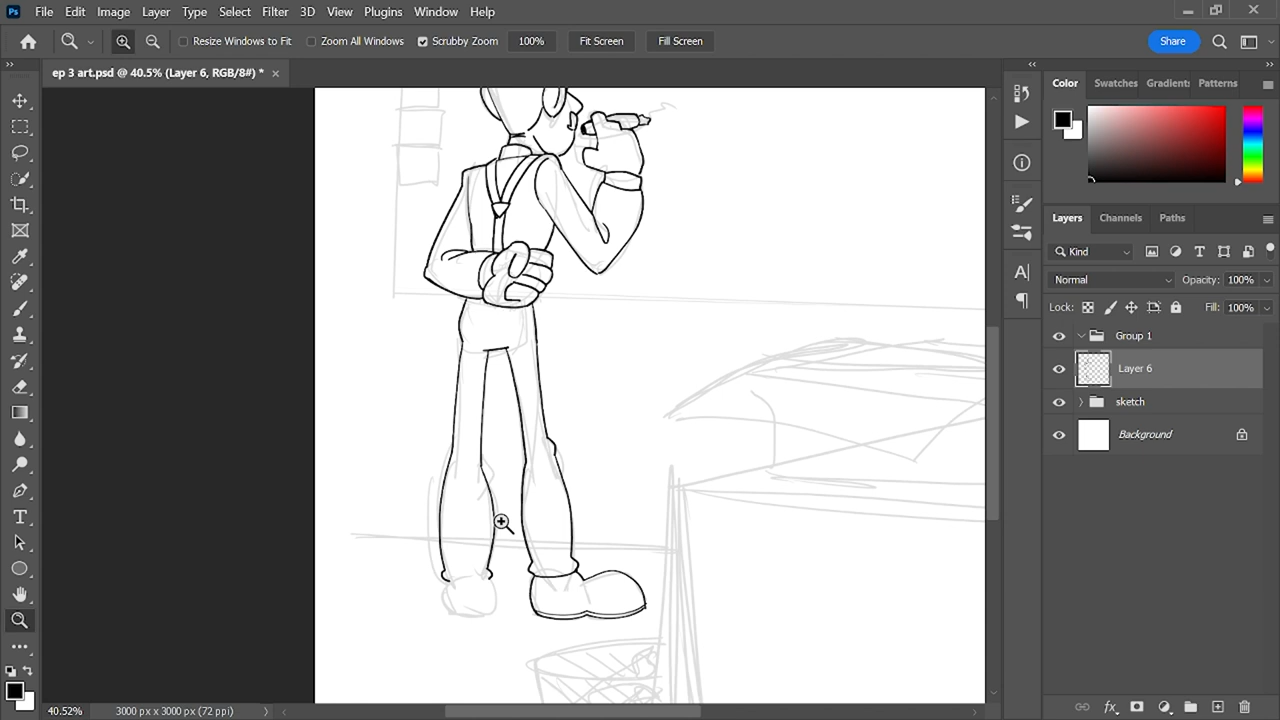 Ps File Edit Image Layer Type Select Filter 3D View Plugins Window Help
Resize Windows to Fit Zoom All Windows Scrubby Zoom 100% Fit Screen Fill Screen Share
ep 3 art.psd @ 40.5% (Layer 6, RGB/8#) *
Color Swatches Gradient Patterns
Layers Channels Paths
Kind
Normal Opacity: 100%
Lock: Fill: 100%
Group 1
Layer 6
sketch
Background
40.52% 3000 px x 3000 px (72 ppi)